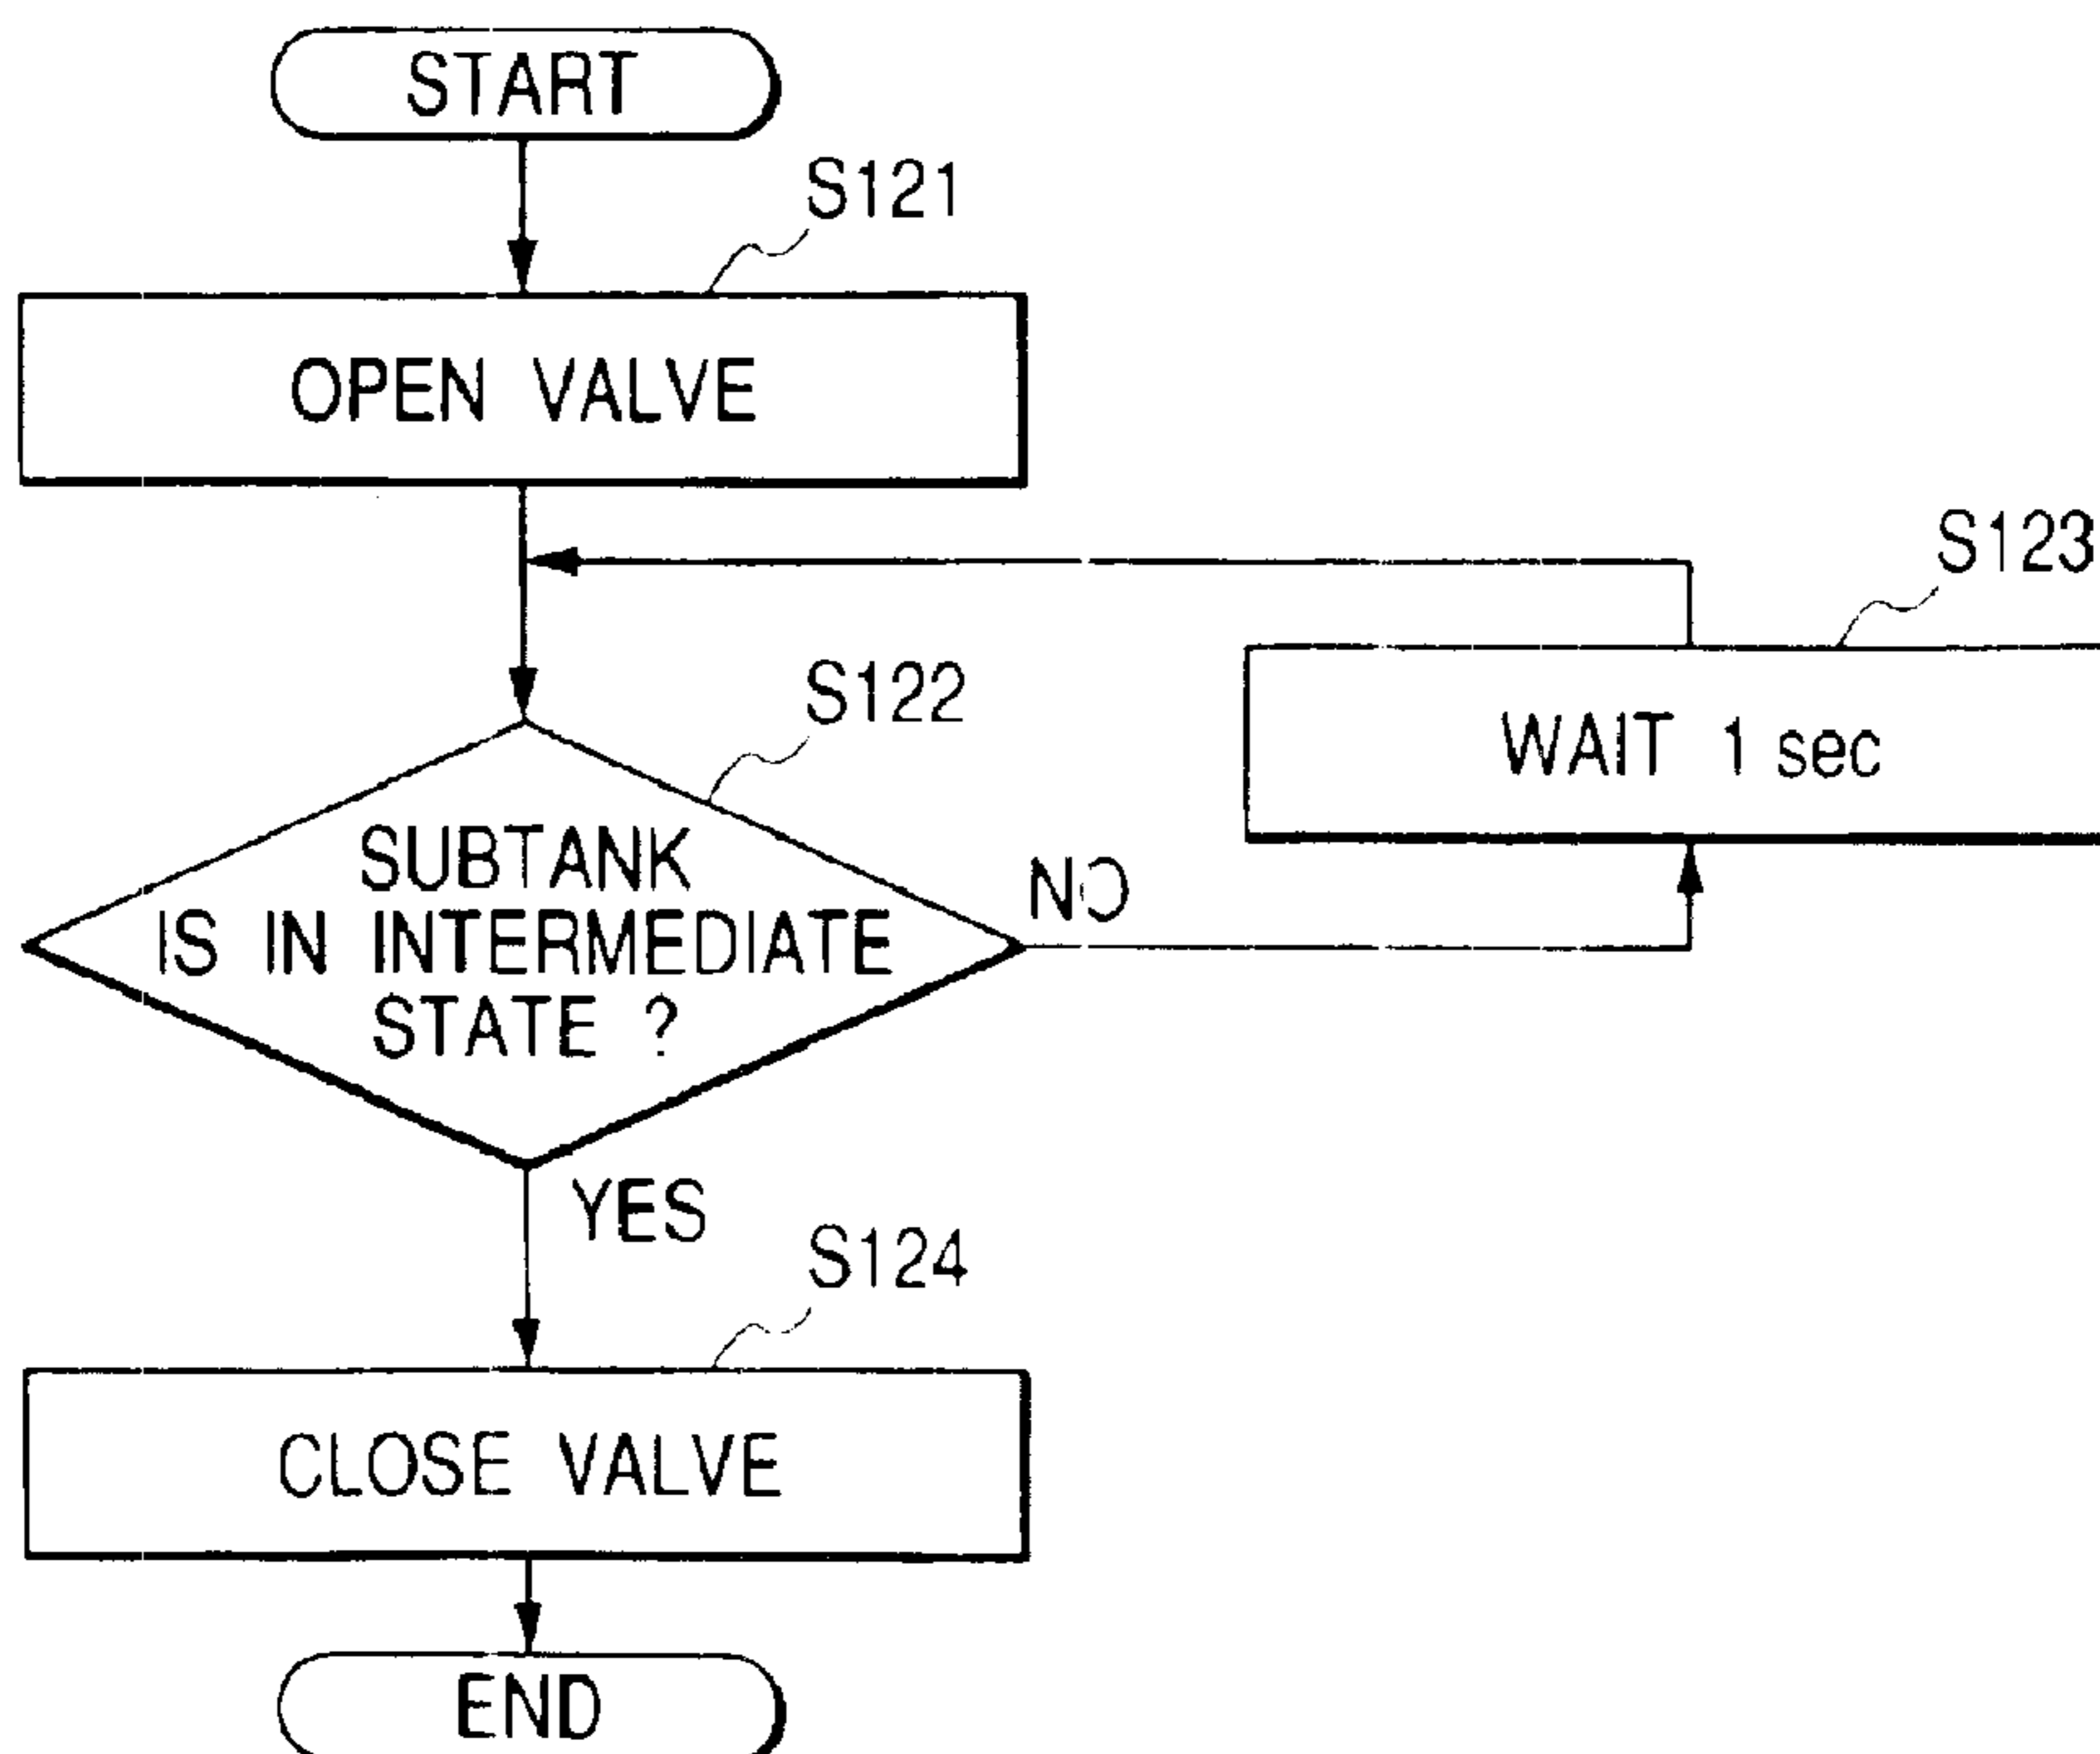 START
S121
OPEN VALVE
S123
WAIT 1 sec
S122
SUBTANK
IS IN INTERMEDIATE
STATE ?
NO
YES
S124
CLOSE VALVE
END